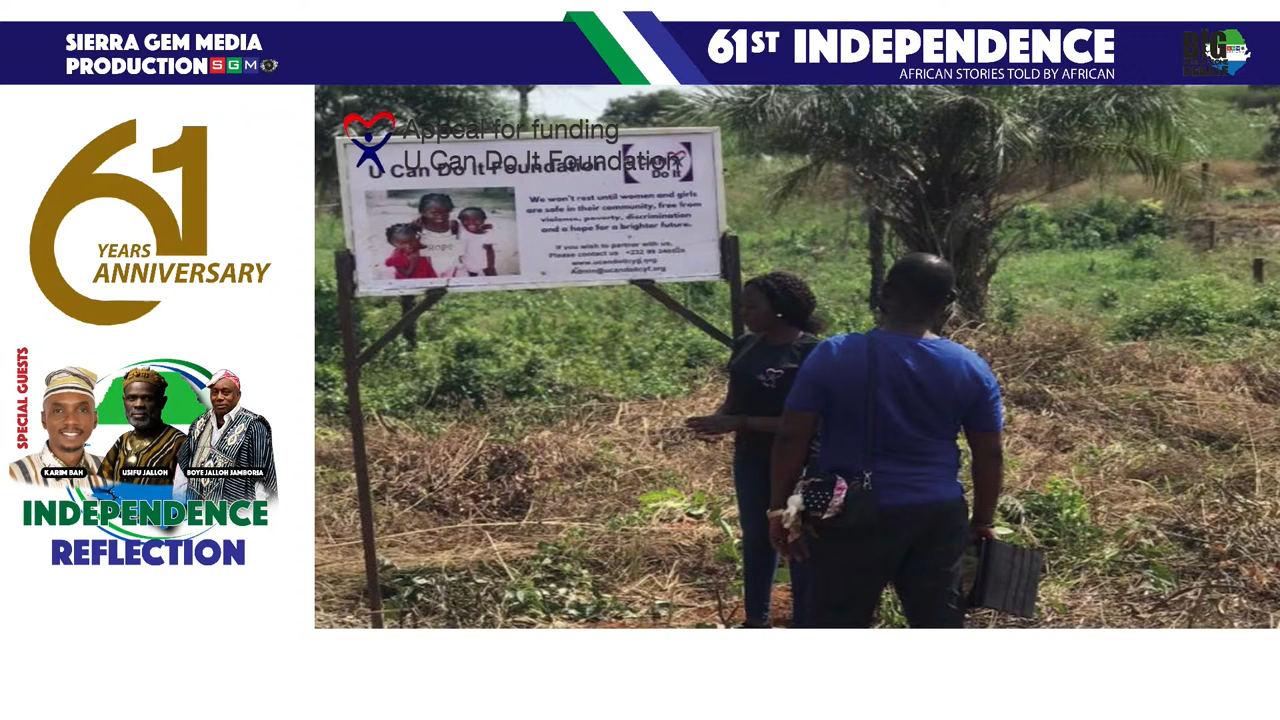 SIERRA GEM MEDIA
PRODUCTION SGM
61ST INDEPENDENCE
AFRICAN STORIES TOLD BY AFRICAN
61
YEARS
ANNIVERSARY
SPECIAL GUESTS
KARIM BAH
USIFU JALLOH
BOYE JALLOH JAMBORIA
INDEPENDENCE
REFLECTION
Appeal for funding
U Can Do It Foundation
U Can Do It Foundation
Do It
We won't rest until women and girls
are safe in their community, free from
violence, poverty, discrimination
and a hope for a brighter future.
If you wish to partner with us,
Please contact us
HOPE